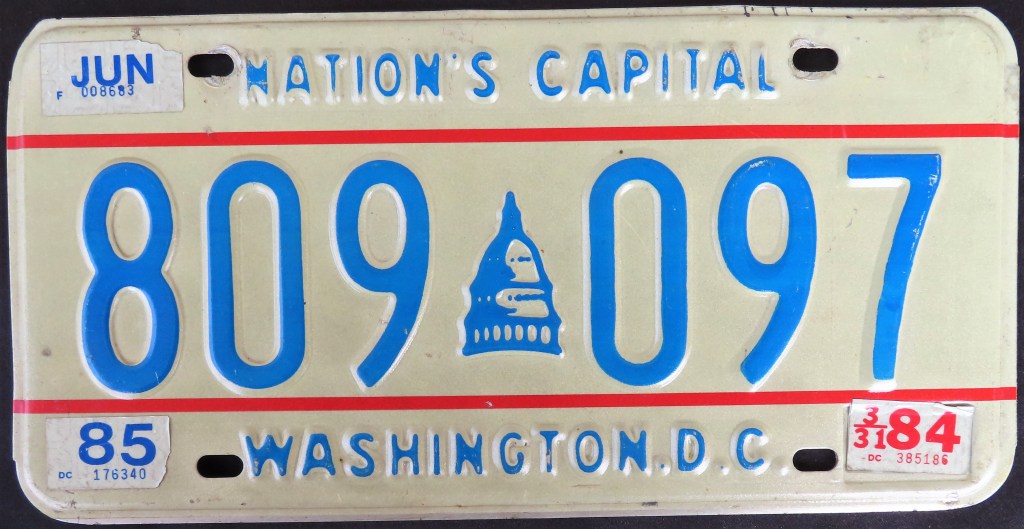 JUN
F 008683
NATION'S CAPITAL
809 097
85
DC 176340
WASHINGTON.D.C.
3/31 84
DC 385186